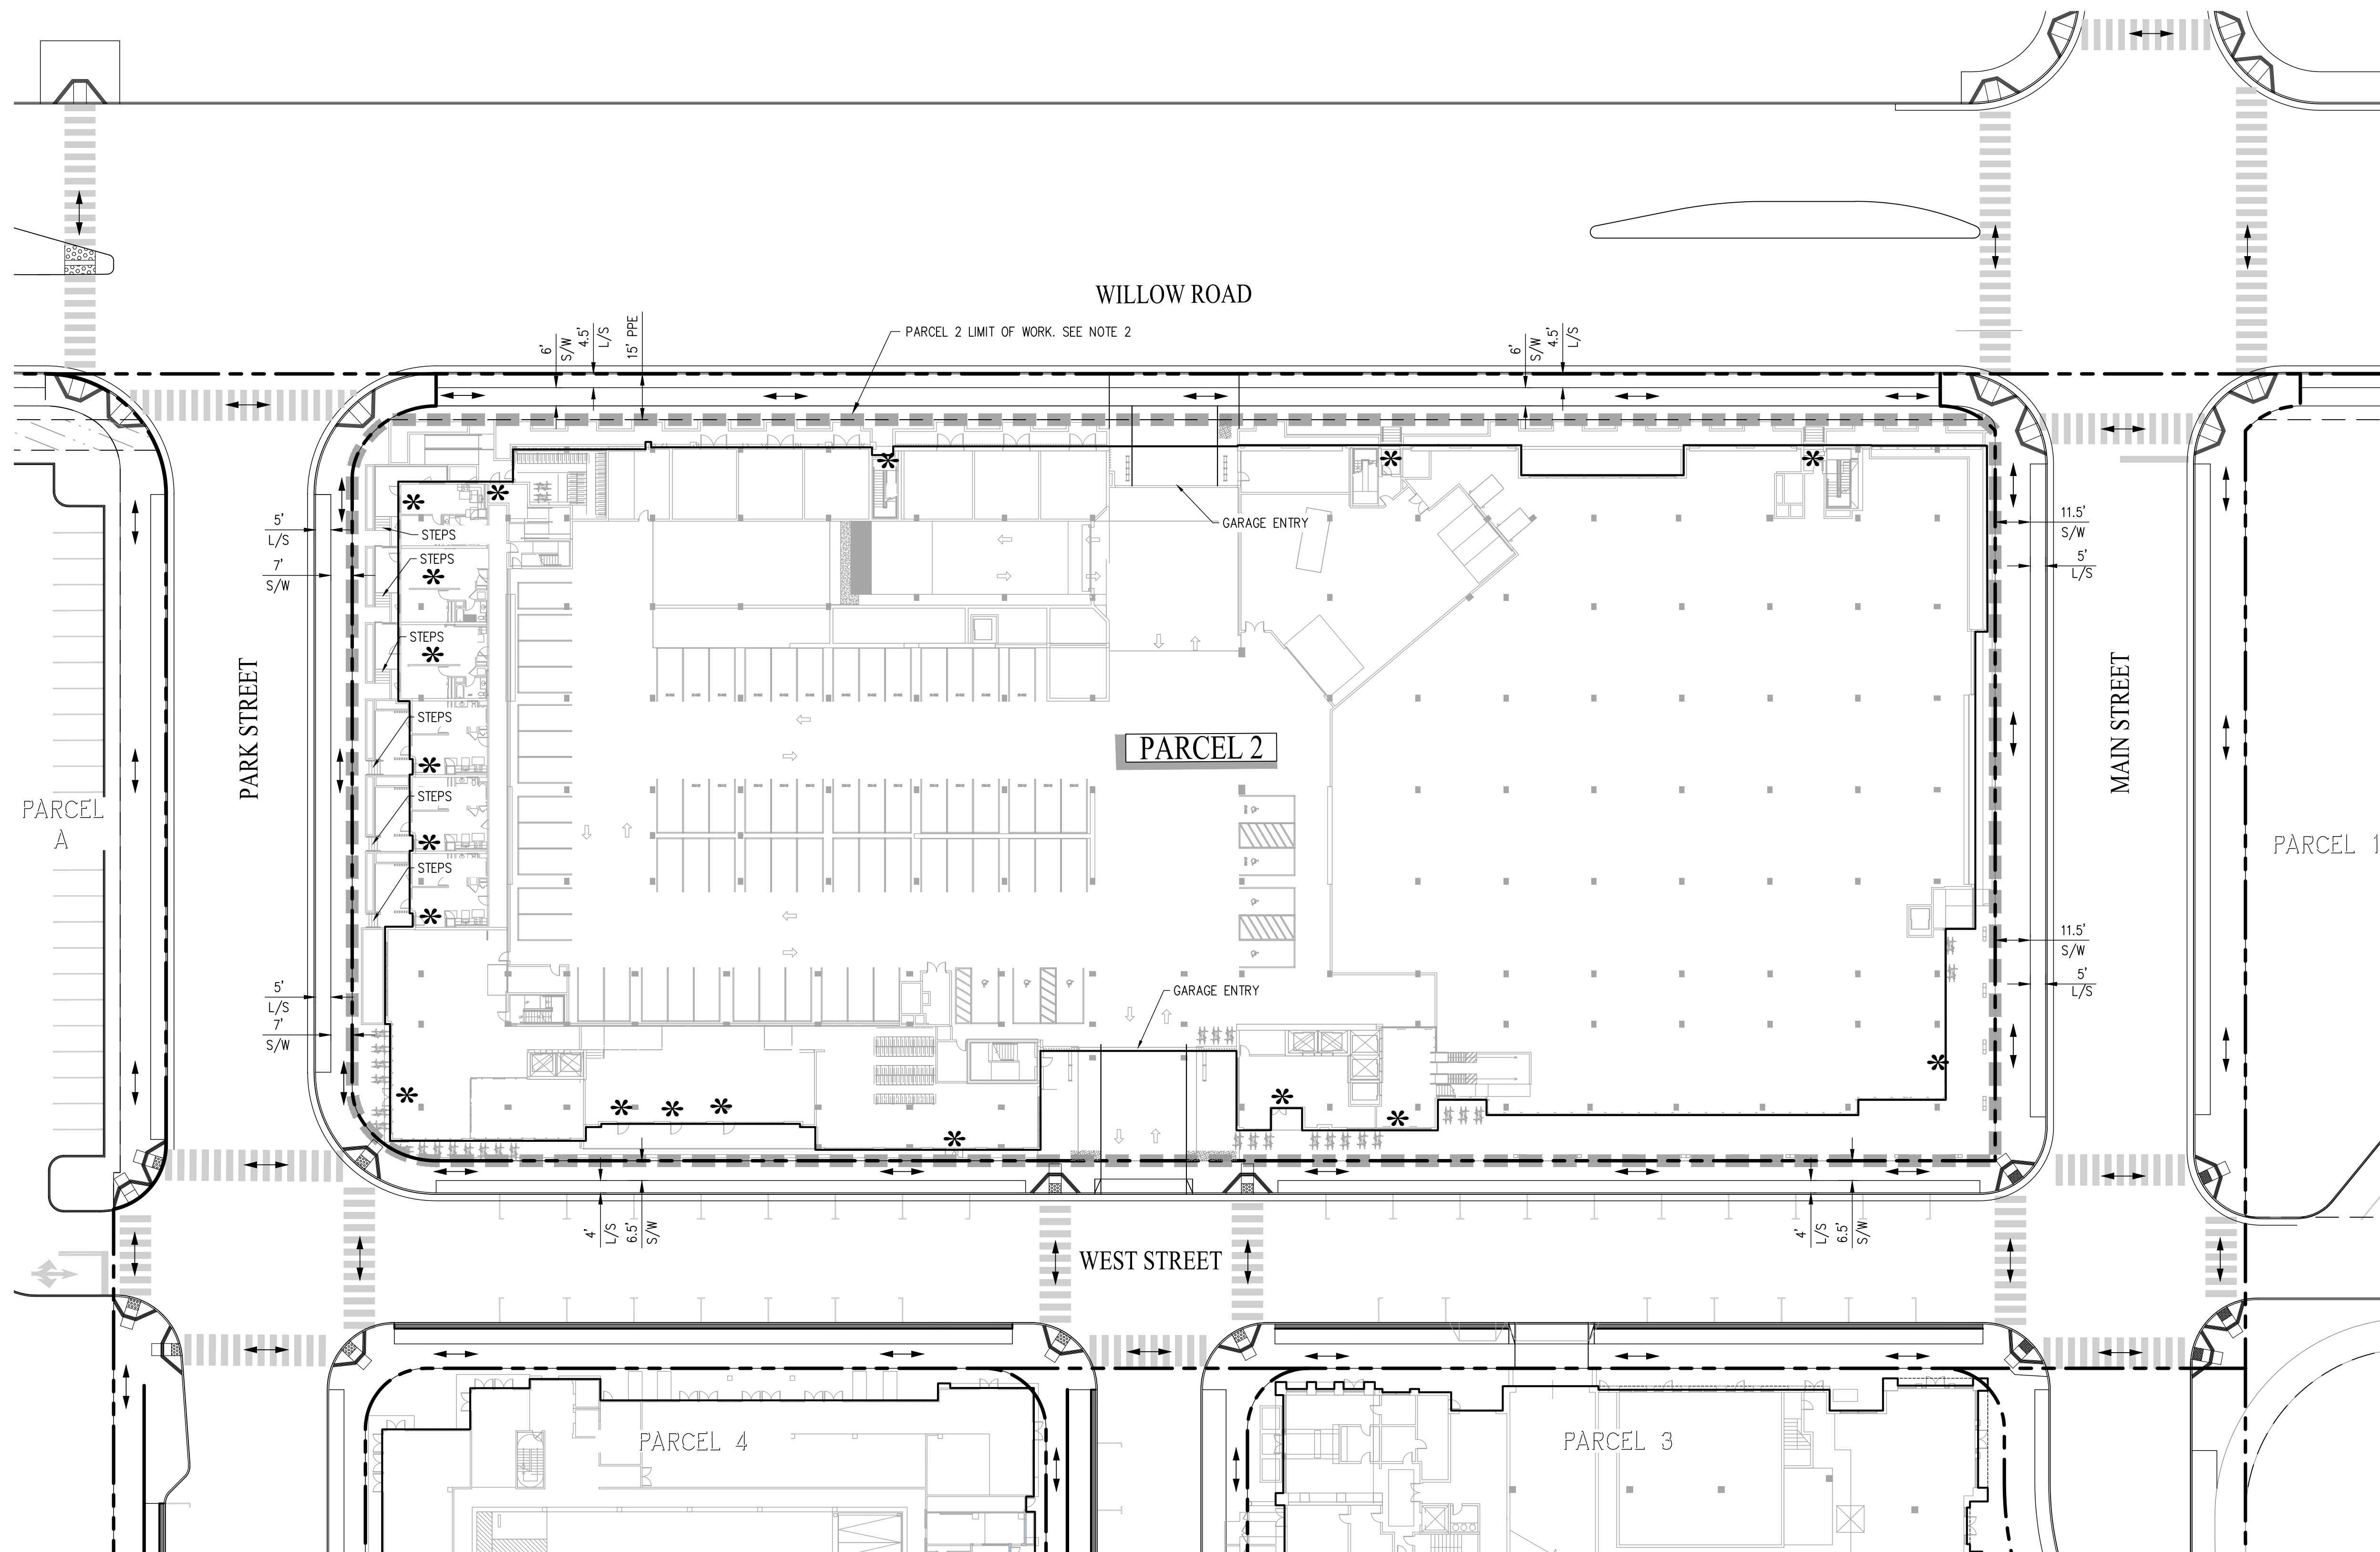 WILLOW ROAD
6'
S/W
4.5'
L/S
15' PPE
PARCEL 2 LIMIT OF WORK. SEE NOTE 2
6'
S/W
4.5'
L/S
GARAGE ENTRY
5'
L/S
7'
S/W
STEPS
STEPS
STEPS
STEPS
STEPS
STEPS
11.5'
S/W
5'
L/S
PARK STREET
MAIN STREET
PARCEL 2
PARCEL
A
PARCEL 1
11.5'
S/W
5'
L/S
5'
L/S
7'
S/W
GARAGE ENTRY
4'
L/S
6.5'
S/W
4'
L/S
6.5'
S/W
WEST STREET
PARCEL 4
PARCEL 3